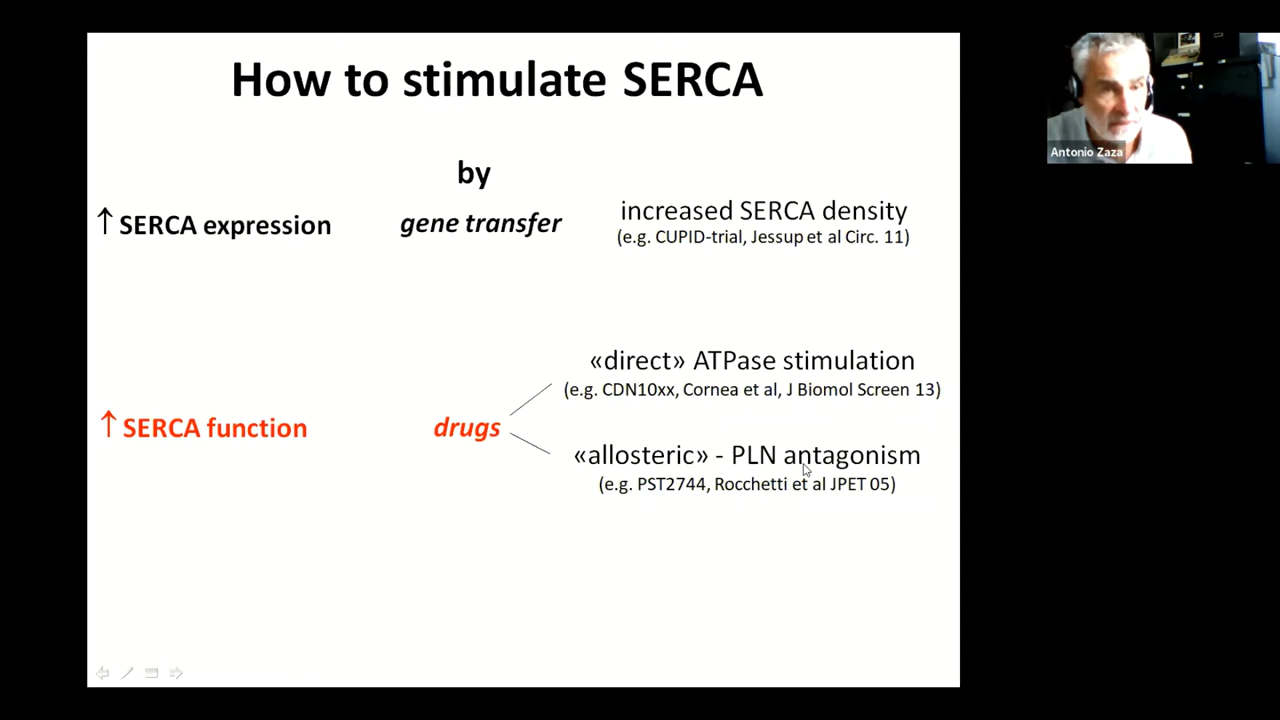 How to stimulate SERCA
by
↑ SERCA expression
gene transfer
increased SERCA density
(e.g. CUPID-trial, Jessup et al Circ. 11)
«direct» ATPase stimulation
(e.g. CDN10xx, Cornea et al, J Biomol Screen 13)
↑ SERCA function
drugs
«allosteric» - PLN antagonism
(e.g. PST2744, Rocchetti et al JPET 05)
Antonio Zaza